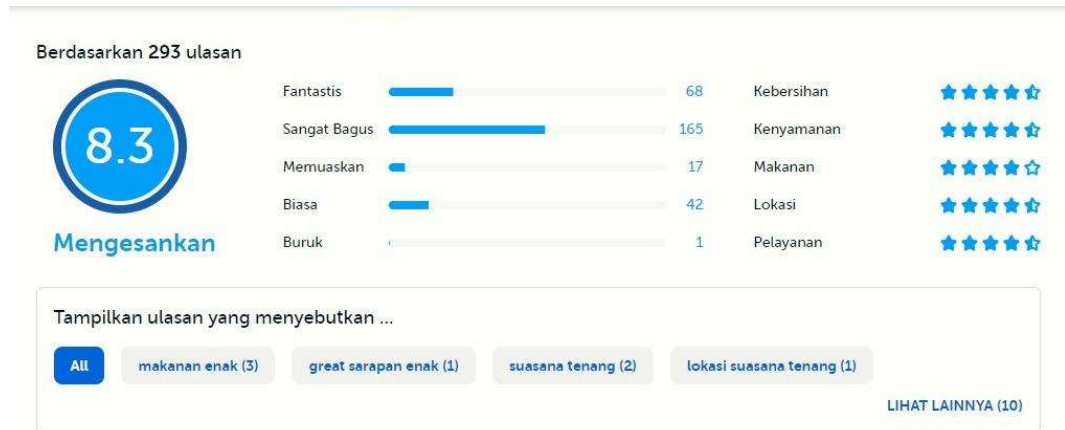 Berdasarkan 293 ulasan
8.3
Mengesankan
Fantastis 68
Sangat Bagus 165
Memuaskan 17
Biasa 42
Buruk 1
Kebersihan
Kenyamanan
Makanan
Lokasi
Pelayanan
Tampilkan ulasan yang menyebutkan ...
All makanan enak (3) great sarapan enak (1) suasana tenang (2) lokasi suasana tenang (1)
LIHAT LAINNYA (10)